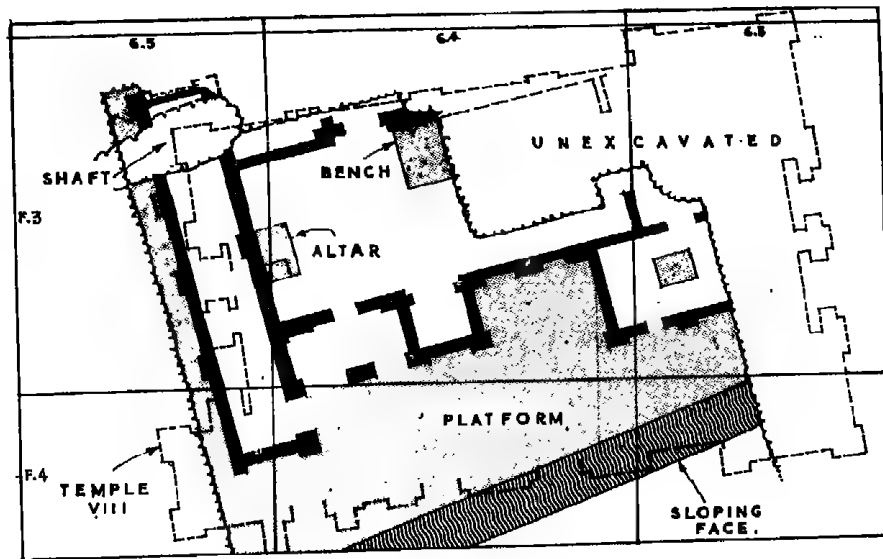 6.5
6.4
6.3
UNEXCAVATED
SHAFT
BENCH
F.3
ALTAR
PLATFORM
F.4
TEMPLE
VIII
SLOPING
FACE.